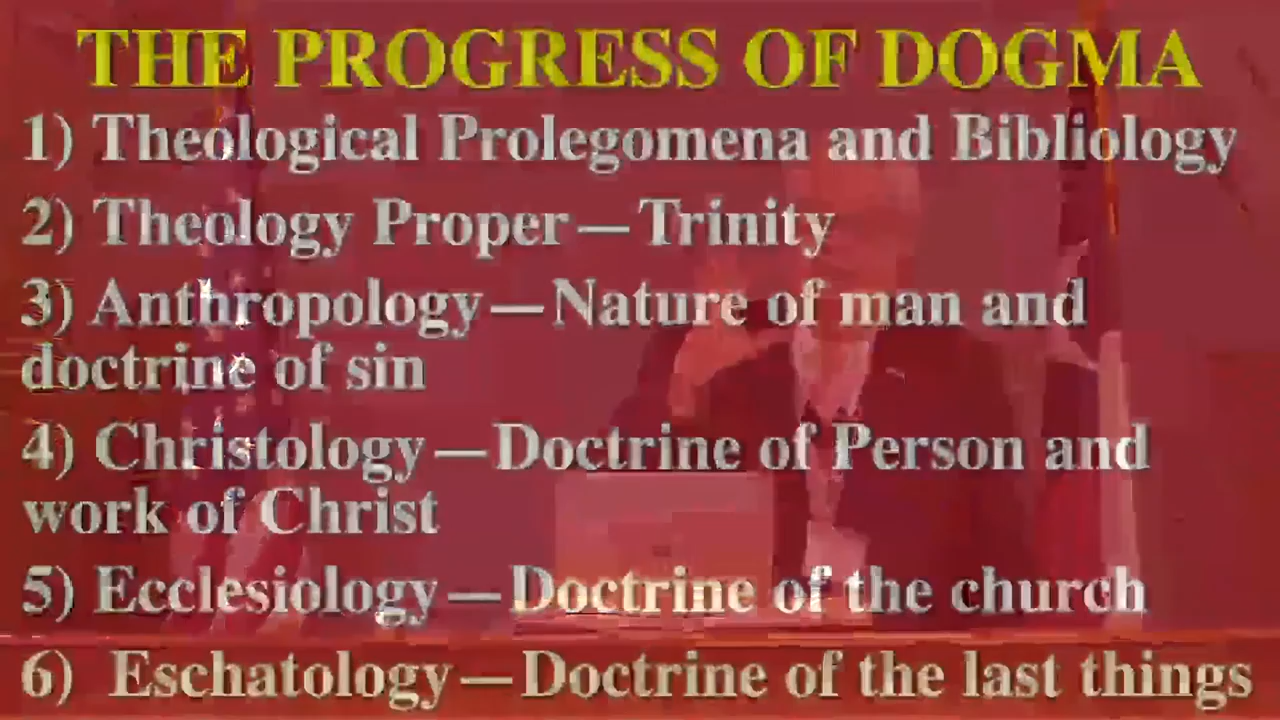 THE PROGRESS OF DOGMA
1) Theological Prolegomena and Bibliology
2) Theology Proper—Trinity
3) Anthropology—Nature of man and
doctrine of sin
4) Christology—Doctrine of Person and
work of Christ
5) Ecclesiology—Doctrine of the church
6) Eschatology—Doctrine of the last things